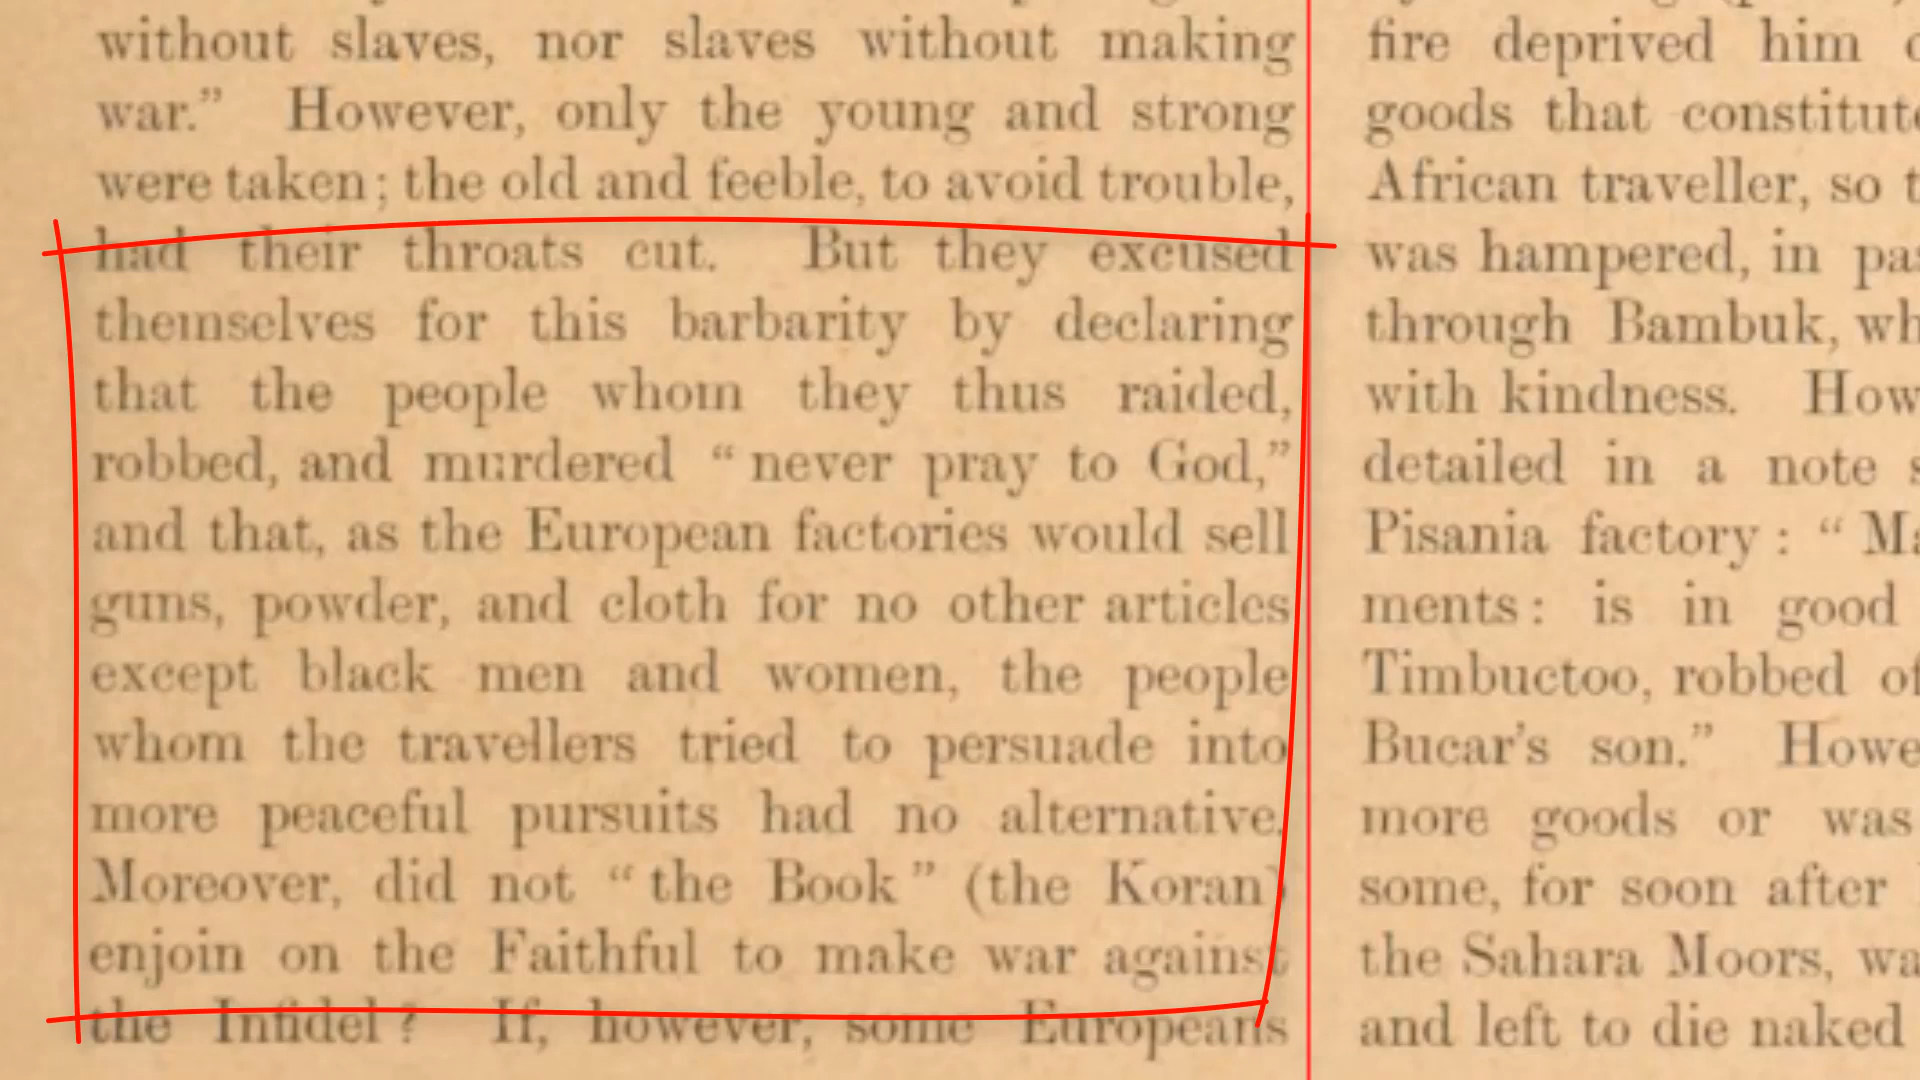 without slaves, nor slaves without making
war.” However, only the young and strong
were taken; the old and feeble, to avoid trouble,
had their throats cut. But they excused
themselves for this barbarity by declaring
that the people whom they thus raided,
robbed, and murdered “never pray to God,”
and that, as the European factories would sell
guns, powder, and cloth for no other articles
except black men and women, the people
whom the travellers tried to persuade into
more peaceful pursuits had no alternative.
Moreover, did not “the Book” (the Koran)
enjoin on the Faithful to make war against
the Infidel? If, however, some Europeans
fire deprived him
goods that
African traveller, so
was hampered, in
through Bambuk,
with kindness.
detailed in a note
Pisania factory: “
ments: is in good
Timbuctoo, robbed
Bucar’s son.”
more goods or was
some, for soon after
the Sahara Moors,
and left to die naked